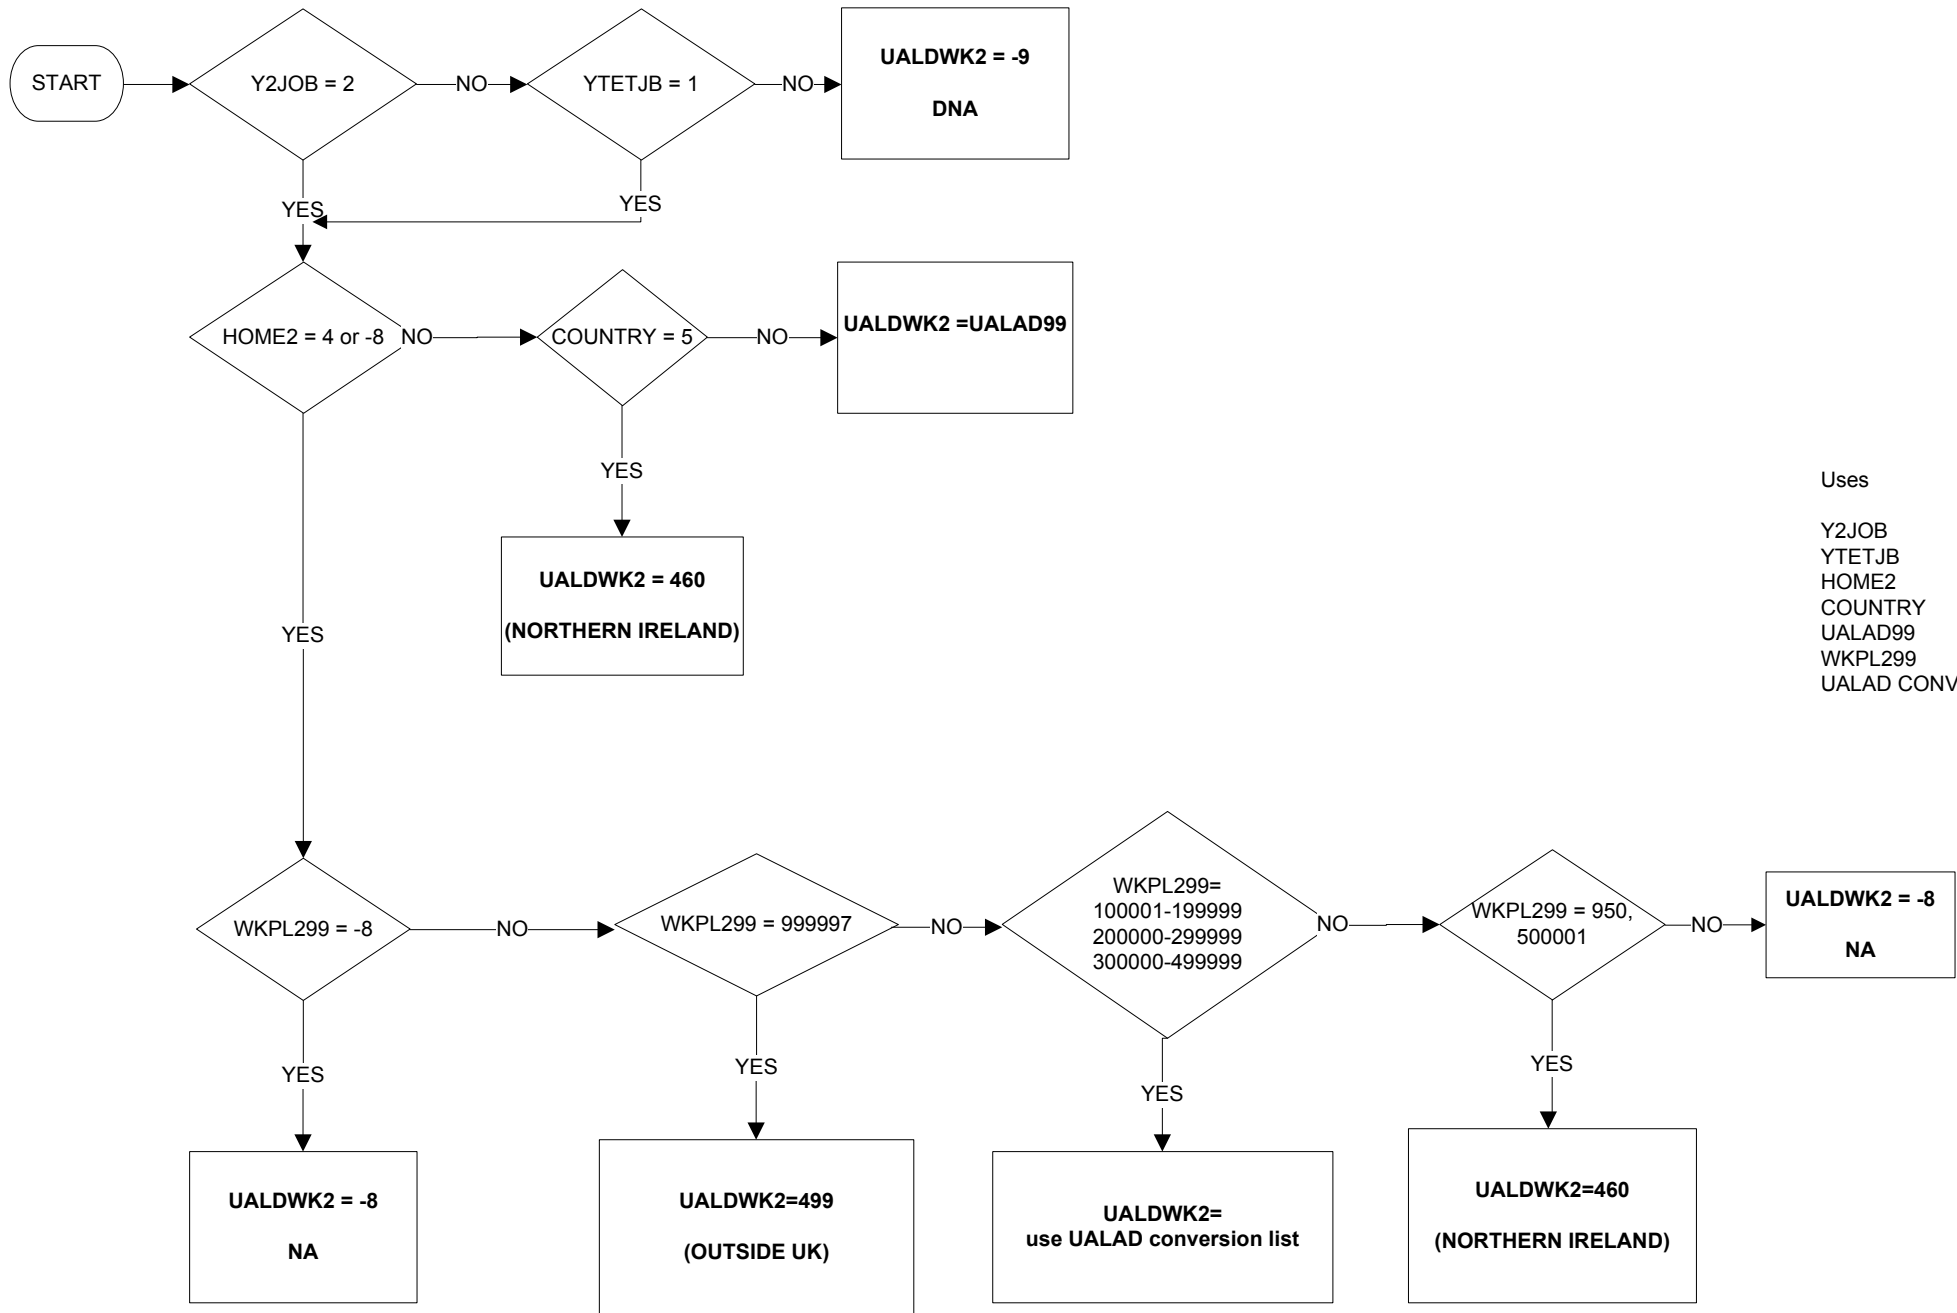 START
Y2JOB = 2
NO
YTETJB = 1
NO
UALDWK2 = -9
DNA
YES
YES
HOME2 = 4 or -8
NO
COUNTRY = 5
NO
UALDWK2 =UALAD99
YES
UALDWK2 = 460
(NORTHERN IRELAND)
Uses
Y2JOB
YTETJB
HOME2
COUNTRY
UALAD99
WKPL299
UALAD CONV
YES
WKPL299 = -8
NO
WKPL299 = 999997
NO
WKPL299=
100001-199999
200000-299999
300000-499999
NO
WKPL299 = 950,
500001
NO
UALDWK2 = -8
NA
YES
YES
YES
YES
UALDWK2 = -8
NA
UALDWK2=499
(OUTSIDE UK)
UALDWK2=
use UALAD conversion list
UALDWK2=460
(NORTHERN IRELAND)